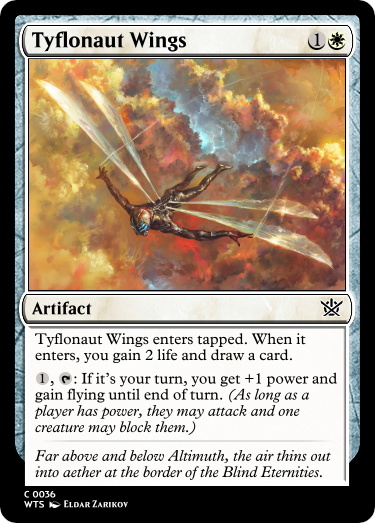 Tyflonaut Wings 1
Artifact
Tyflonaut Wings enters tapped. When it
enters, you gain 2 life and draw a card.
1, : If it's your turn, you get +1 power and
gain flying until end of turn. (As long as a
player has power, they may attack and one
creature may block them.)
Far above and below Altimuth, the air thins out
into aether at the border of the Blind Eternities.
C 0036
WTS Eldar Zarikov